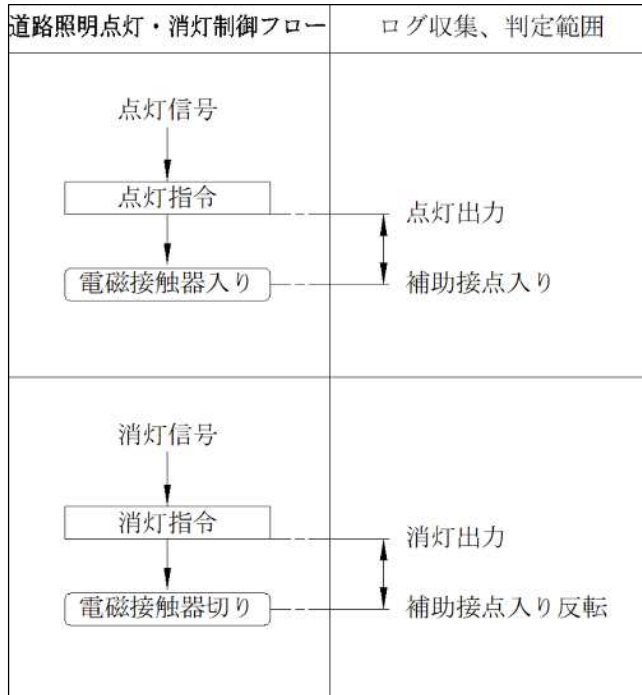 道路照明点灯・消灯制御フロー
ログ収集、判定範囲
点灯信号
点灯指令
点灯出力
電磁接触器入り
補助接点入り
消灯信号
消灯指令
消灯出力
電磁接触器切り
補助接点入り反転